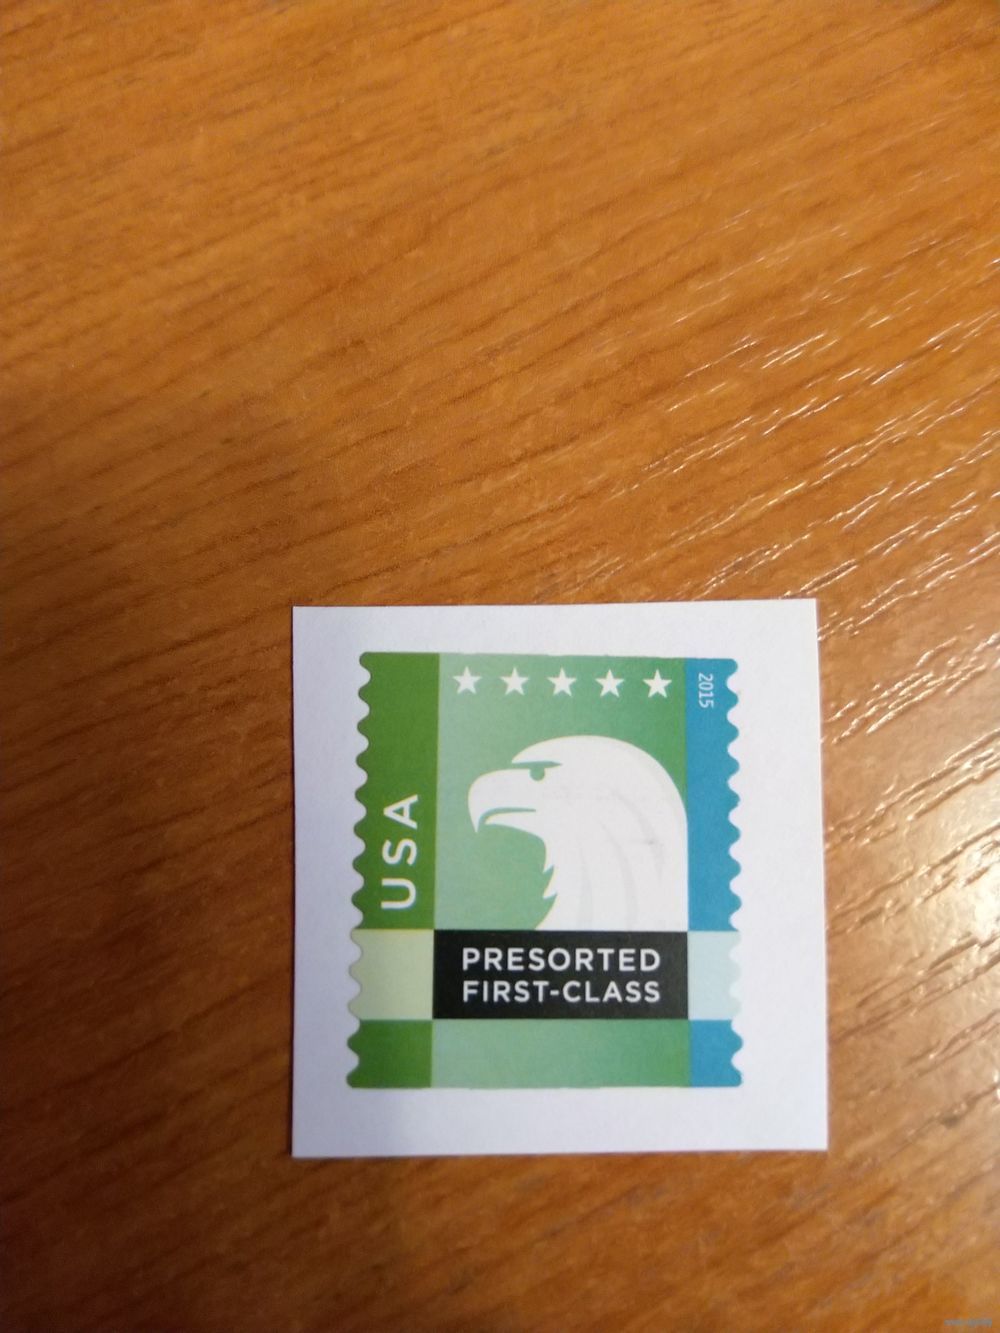 2015
USA
PRESORTED
FIRST-CLASS